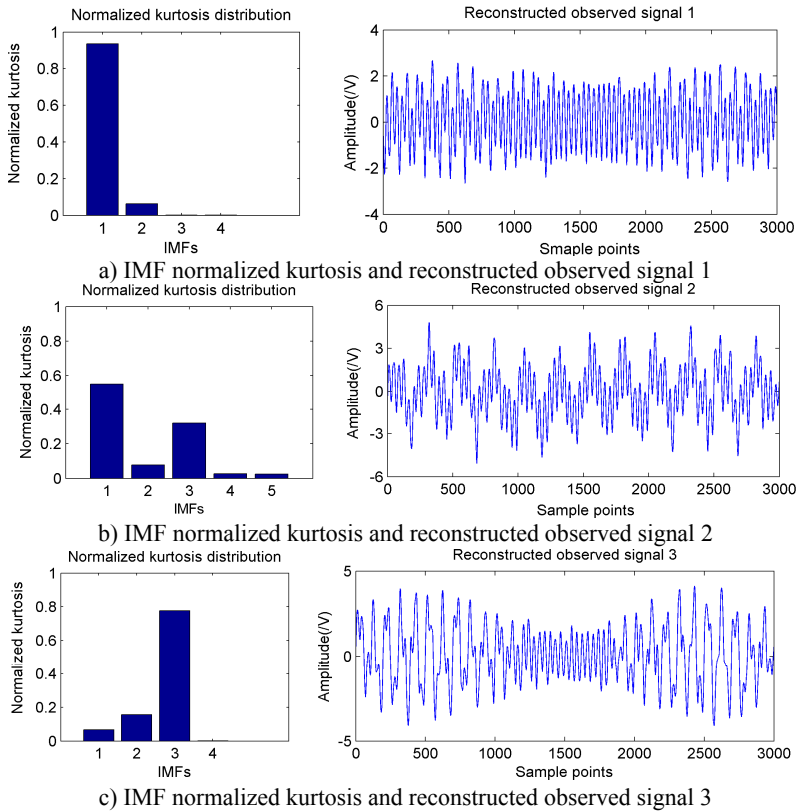 Normalized kurtosis distribution
Normalized kurtosis
1
0.8
0.6
0.4
0.2
0
1 2 3 4
IMFs
Reconstructed observed signal 1
Amplitude(/V)
4
2
0
-2
-4
0 500 1000 1500 2000 2500 3000
Smaple points
a) IMF normalized kurtosis and reconstructed observed signal 1
Normalized kurtosis distribution
Normalized kurtosis
1
0.8
0.6
0.4
0.2
0
1 2 3 4 5
IMFs
Reconstructed observed signal 2
Amplitude(/V)
6
3
0
-3
-6
0 500 1000 1500 2000 2500 3000
Sample points
b) IMF normalized kurtosis and reconstructed observed signal 2
Normalized kurtosis distribution
Normalized kurtosis
1
0.8
0.6
0.4
0.2
0
1 2 3 4
IMFs
Reconstructed observed signal 3
Amplitude(/V)
5
0
-5
0 500 1000 1500 2000 2500 3000
Sample points
c) IMF normalized kurtosis and reconstructed observed signal 3